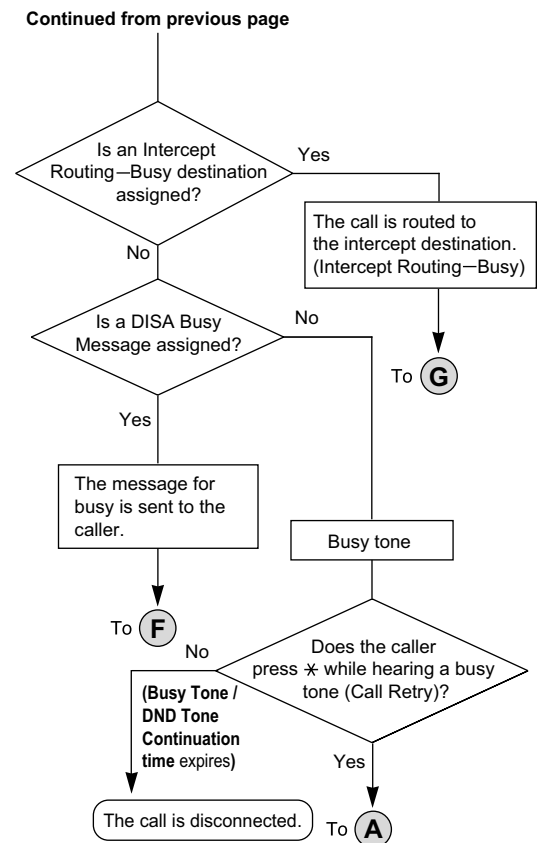 Continued from previous page
Is an Intercept
Routing—Busy destination
assigned?
Yes
The call is routed to
the intercept destination.
(Intercept Routing—Busy)
No
Is a DISA Busy
Message assigned?
No
To G
Yes
The message for
busy is sent to the
caller.
Busy tone
To F
No
Does the caller
press * while hearing a busy
tone (Call Retry)?
(Busy Tone /
DND Tone
Continuation
time expires)
Yes
The call is disconnected.
To A